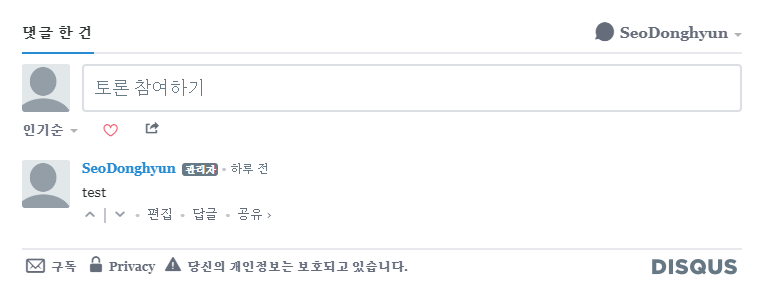 댓글 한 건 SeoDonghyun
토론 참여하기
인기순
SeoDonghyun 관리자 • 하루 전
test
| • 편집 • 답글 • 공유 ›
구독 Privacy 당신의 개인정보는 보호되고 있습니다. DISQUS